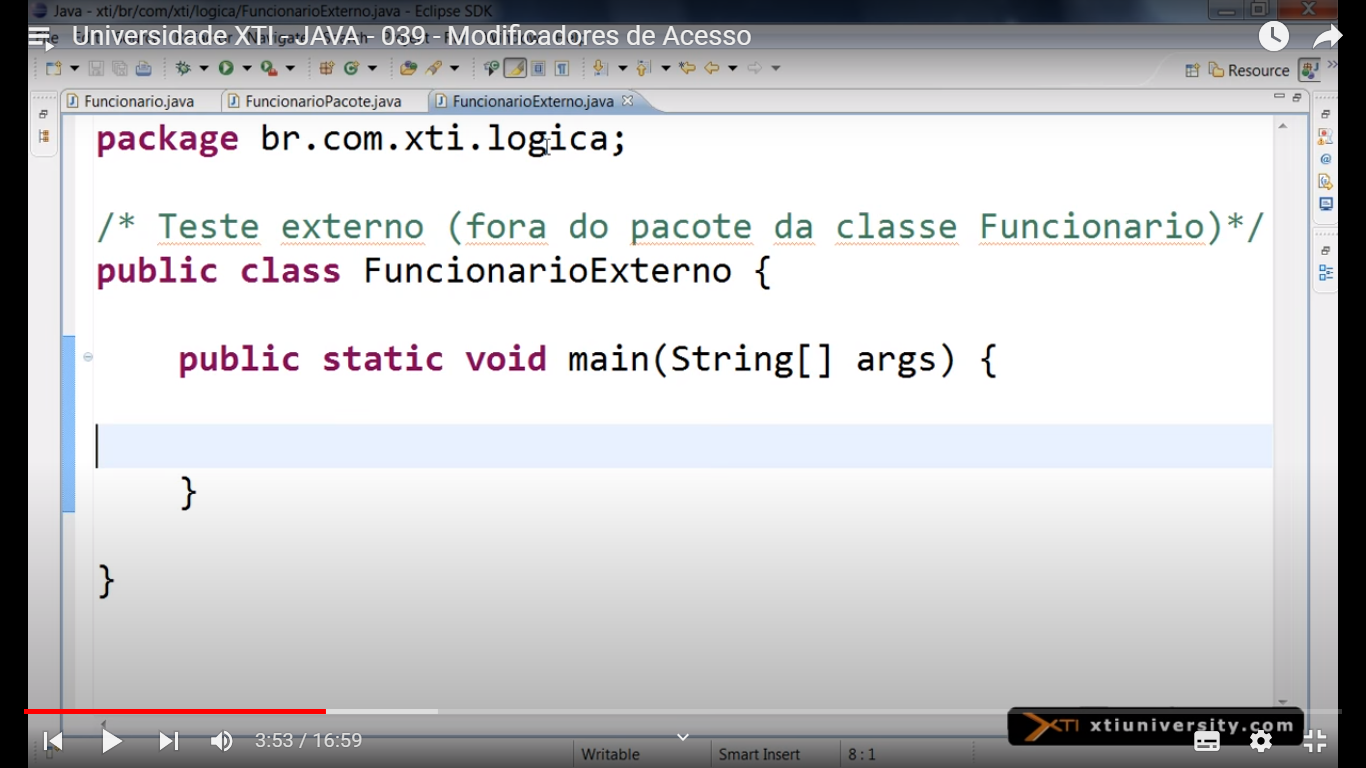 Java - xti/br/com/xti/logica/FuncionarioExterno.java - Eclipse SDK
Universidade XTI - JAVA - 039 - Modificadores de Acesso
Resource
Funcionario.java
FuncionarioPacote.java
FuncionarioExterno.java
package br.com.xti.logica;
/* Teste externo (fora do pacote da classe Funcionario)*/
public class FuncionarioExterno {
public static void main(String[] args) {
}
}
XTI xtiuniversity.com
3:53 / 16:59
Writable
Smart Insert
8 : 1